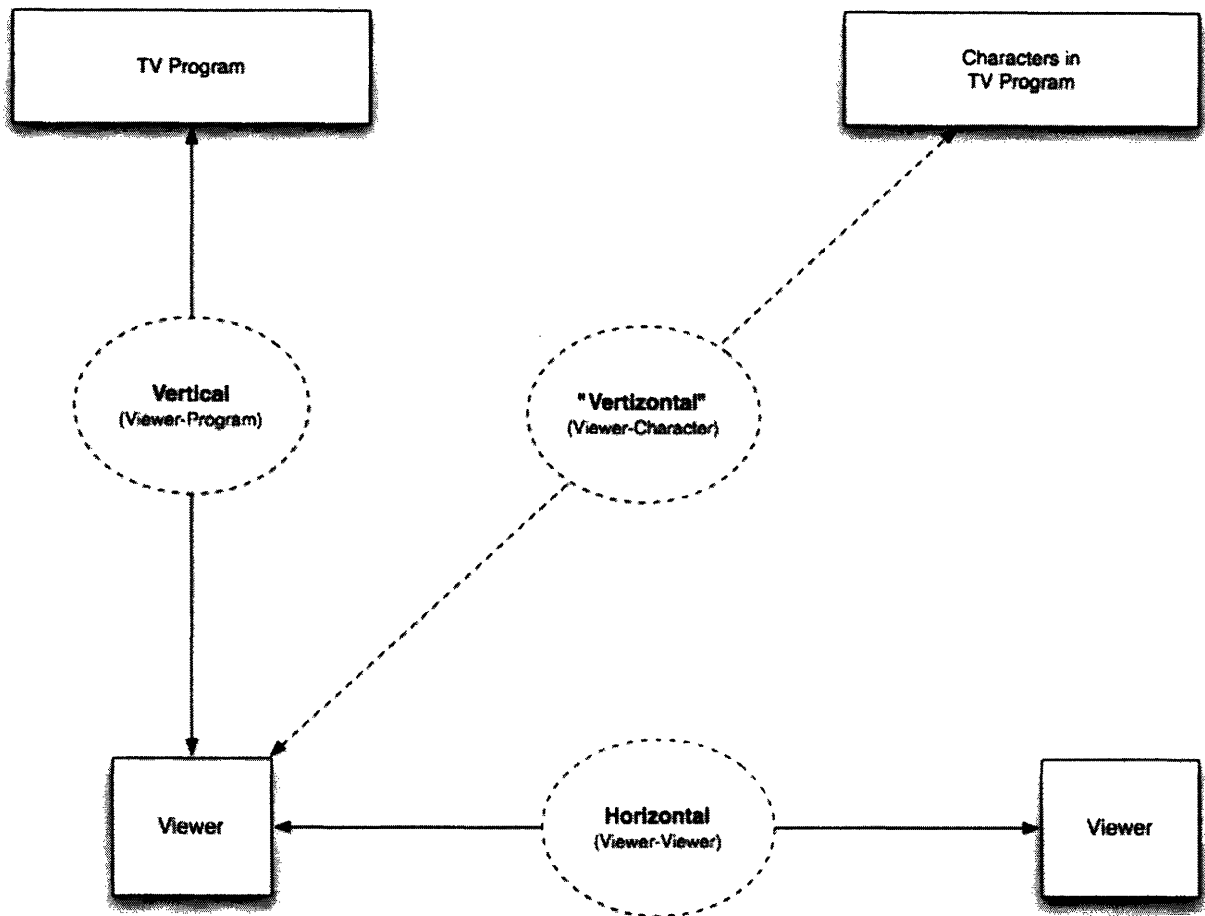 TV Program
Characters in
TV Program
Vertical
(Viewer-Program)
"Vertizontal"
(Viewer-Character)
Viewer
Horizontal
(Viewer-Viewer)
Viewer